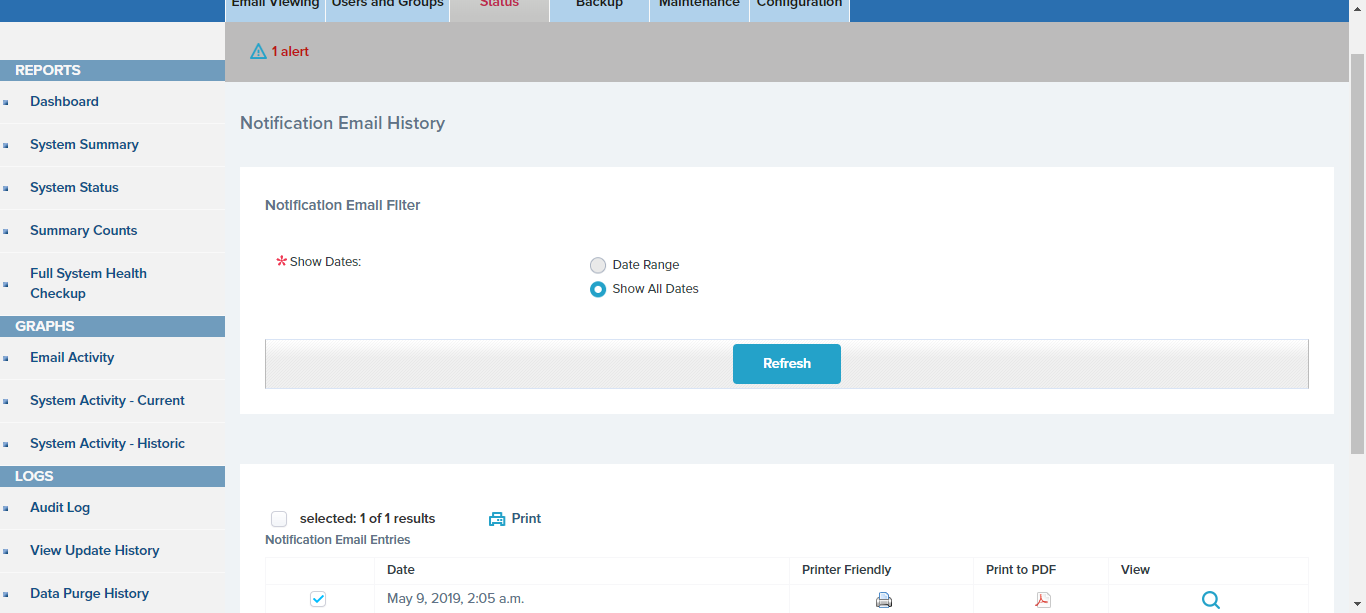 Email Viewing
Users and Groups
Status
Backup
Maintenance
Configuration
1 alert
REPORTS
Dashboard
System Summary
System Status
Summary Counts
Full System Health
Checkup
GRAPHS
Email Activity
System Activity - Current
System Activity - Historic
LOGS
Audit Log
View Update History
Data Purge History
Notification Email History
Notification Email Filter
* Show Dates:
Date Range
Show All Dates
Refresh
selected: 1 of 1 results
Print
Notification Email Entries
Date
Printer Friendly
Print to PDF
View
May 9, 2019, 2:05 a.m.